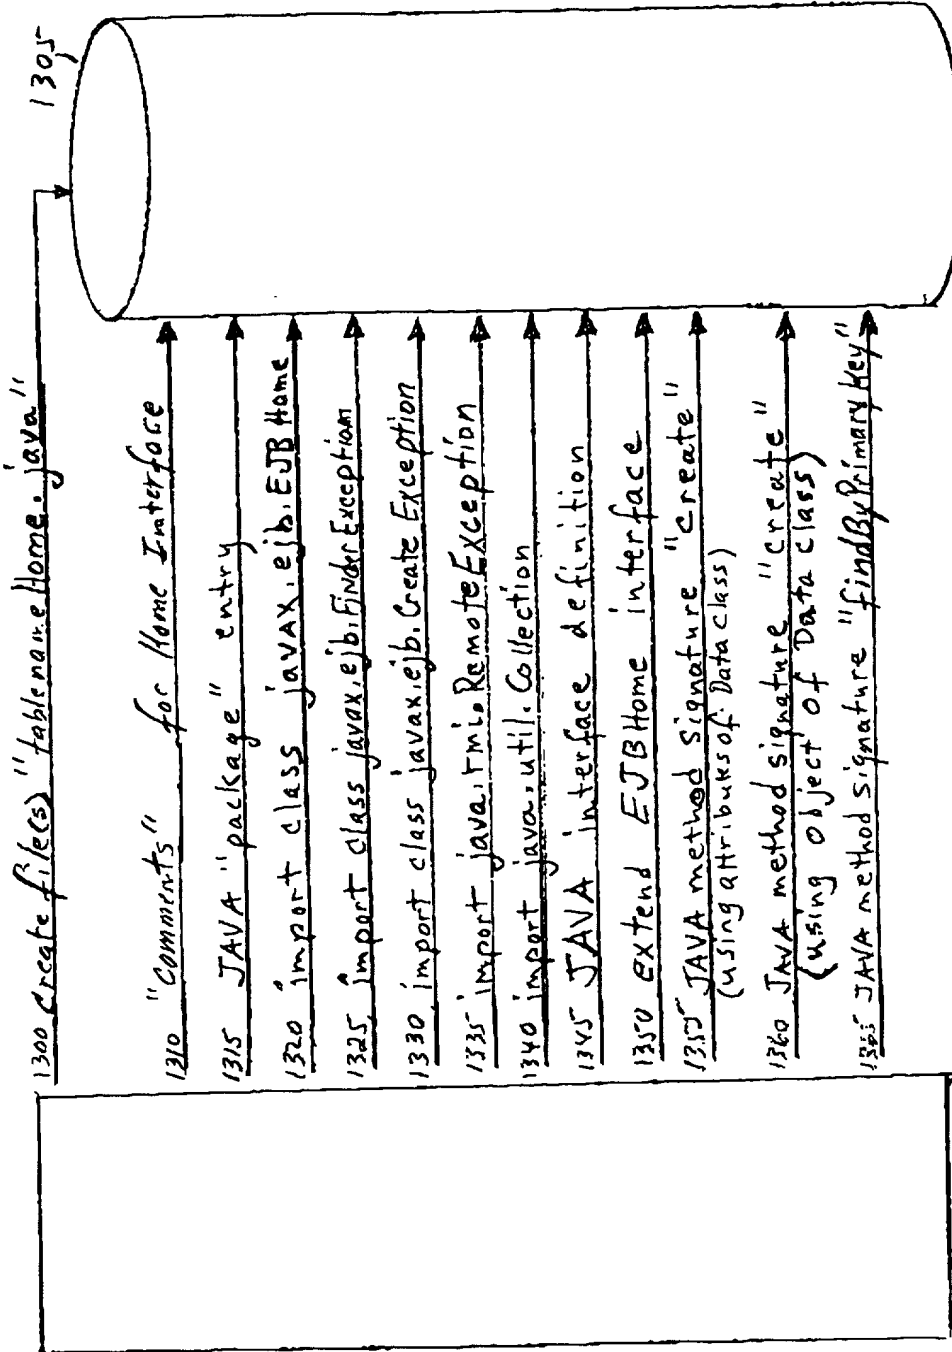 1305
1300 create file(s) "tablenameHome.java"
1310 "comments" for Home Interface
1315 JAVA "package" entry
1320 import class javax.ejb.EJBHome
1325 import class javax.ejb.FinderException
1330 import class javax.ejb.CreateException
1335 import java.rmi.RemoteException
1340 import java.util.Collection
1345 JAVA interface definition
1350 extend EJBHome interface
1355 JAVA method signature "create"
(using attributes of Data class)
1360 JAVA method signature "create"
(using object of Data class)
1365 JAVA method signature "findByPrimaryKey"